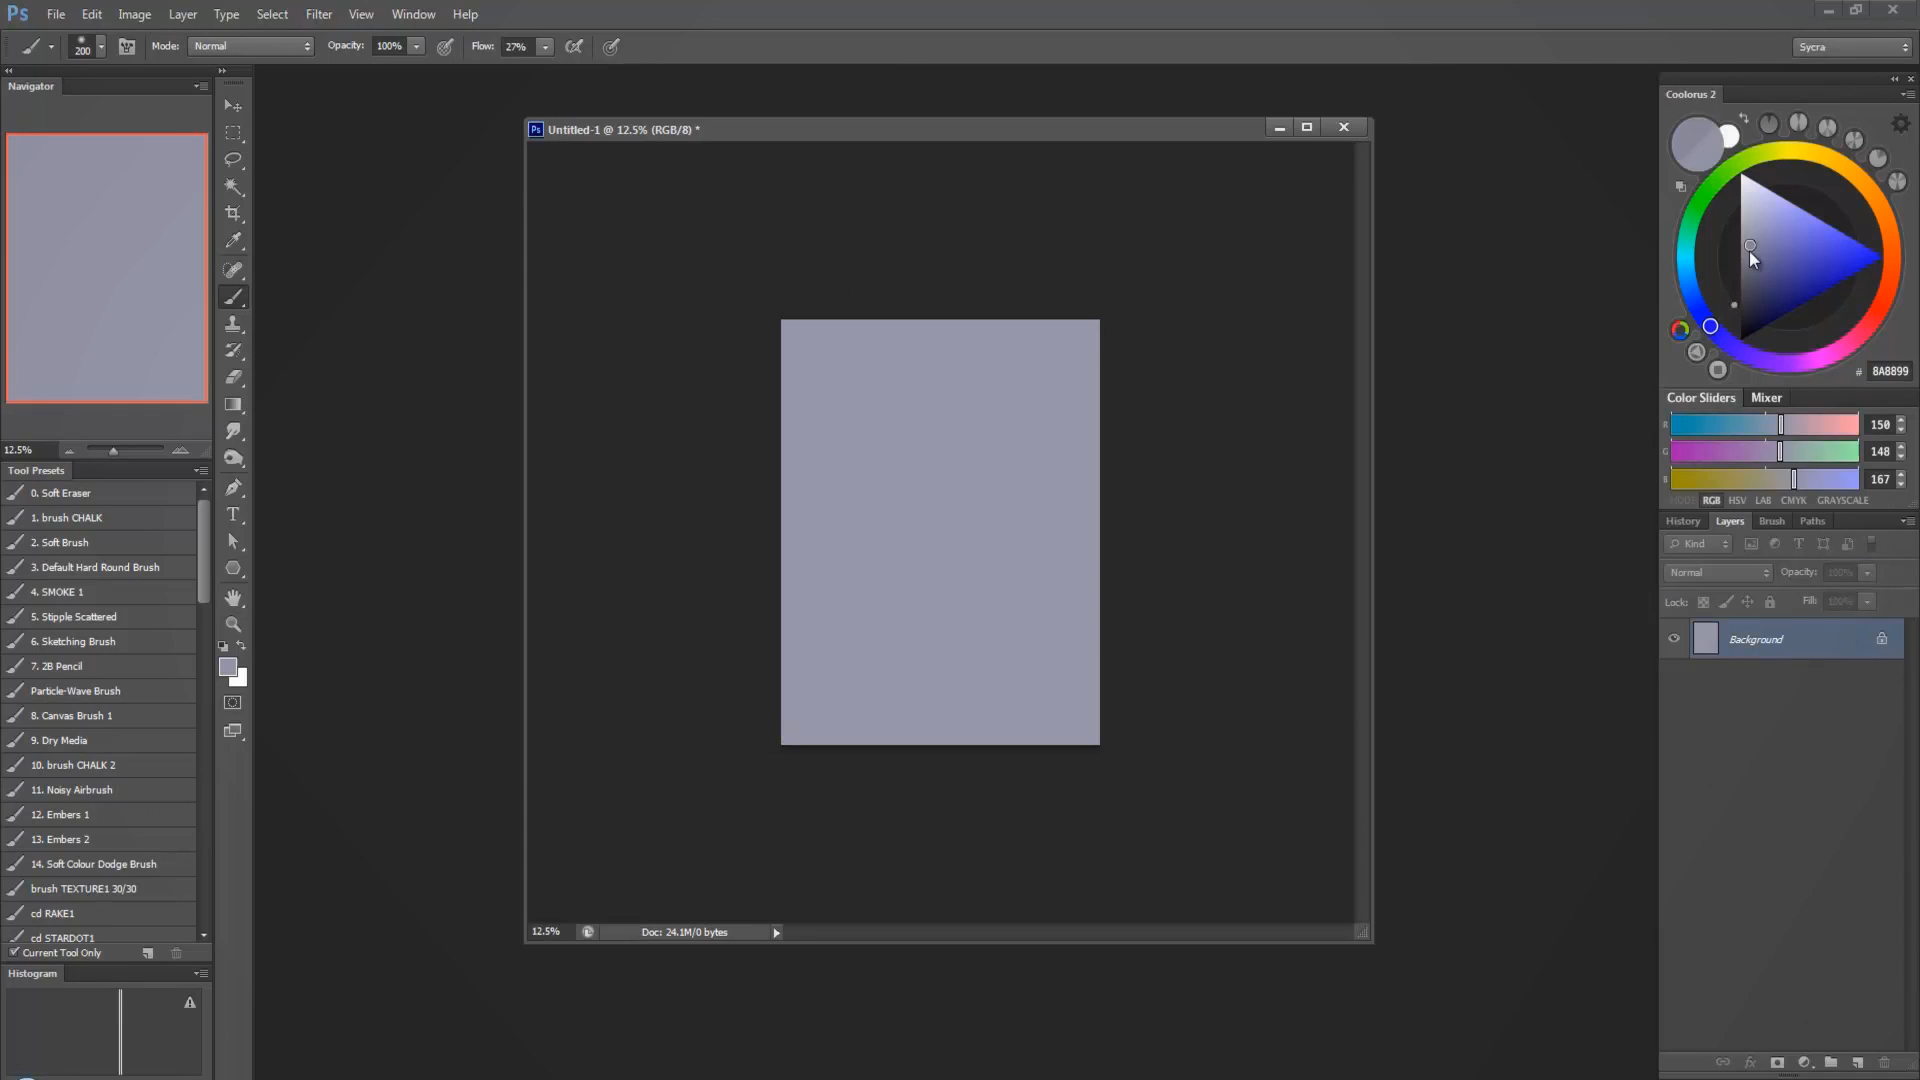 Ps File Edit Image Layer Type Select Filter View Window Help
200 Mode: Normal Opacity: 100% Flow: 27% Sycra
Navigator
12.5%
Tool Presets
0. Soft Eraser
1. brush CHALK
2. Soft Brush
3. Default Hard Round Brush
4. SMOKE 1
5. Stipple Scattered
6. Sketching Brush
7. 2B Pencil
Particle-Wave Brush
8. Canvas Brush 1
9. Dry Media
10. brush CHALK 2
11. Noisy Airbrush
12. Embers 1
13. Embers 2
14. Soft Colour Dodge Brush
brush TEXTURE1 30/30
cd RAKE1
cd STARDOT1
Current Tool Only
Histogram
Ps Untitled-1 @ 12.5% (RGB/8) *
12.5% Doc: 24.1M/0 bytes
Coolorus 2
# 8A8899
Color Sliders Mixer
R 150
G 148
B 167
MODE: RGB HSV LAB CMYK GRAYSCALE
History Layers Brush Paths
Kind
Normal Opacity: 100%
Lock: Fill: 100%
Background